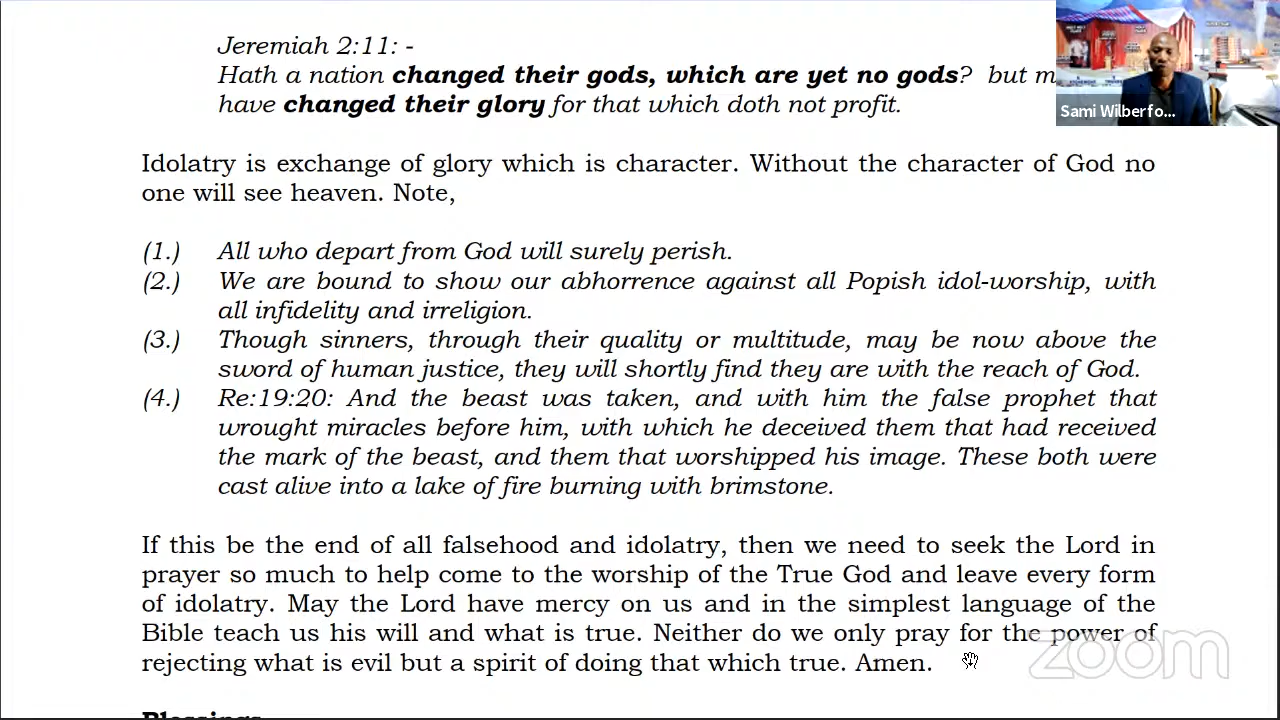 Jeremiah 2:11: -
Hath a nation changed their gods, which are yet no gods? but m
have changed their glory for that which doth not profit.
Sami Wilberfo...
Idolatry is exchange of glory which is character. Without the character of God no
one will see heaven. Note,
(1.) All who depart from God will surely perish.
(2.) We are bound to show our abhorrence against all Popish idol-worship, with
all infidelity and irreligion.
(3.) Though sinners, through their quality or multitude, may be now above the
sword of human justice, they will shortly find they are with the reach of God.
(4.) Re:19:20: And the beast was taken, and with him the false prophet that
wrought miracles before him, with which he deceived them that had received
the mark of the beast, and them that worshipped his image. These both were
cast alive into a lake of fire burning with brimstone.
If this be the end of all falsehood and idolatry, then we need to seek the Lord in
prayer so much to help come to the worship of the True God and leave every form
of idolatry. May the Lord have mercy on us and in the simplest language of the
Bible teach us his will and what is true. Neither do we only pray for the power of
rejecting what is evil but a spirit of doing that which true. Amen.
zoom
Blessings